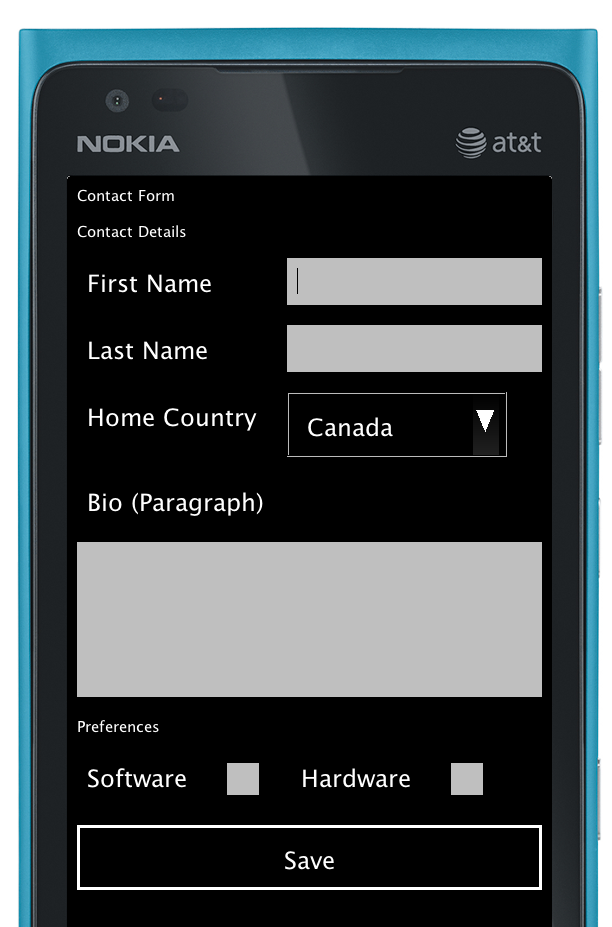 NOKIA
at&t
Contact Form
Contact Details
First Name
Last Name
Home Country
Canada
Bio (Paragraph)
Preferences
Software
Hardware
Save